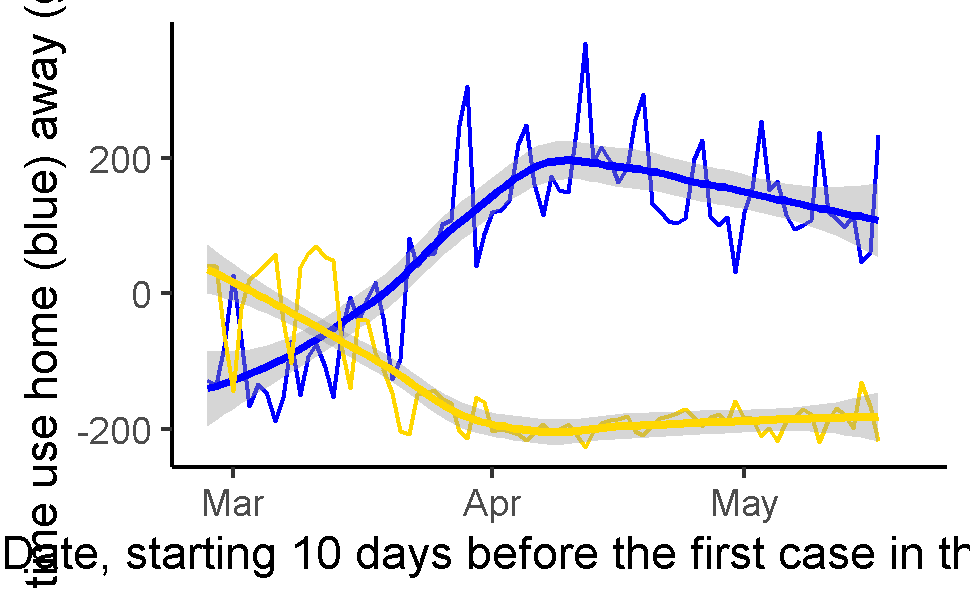 time use home (blue) away (
200
0
-200
Mar Apr May
Date, starting 10 days before the first case in th